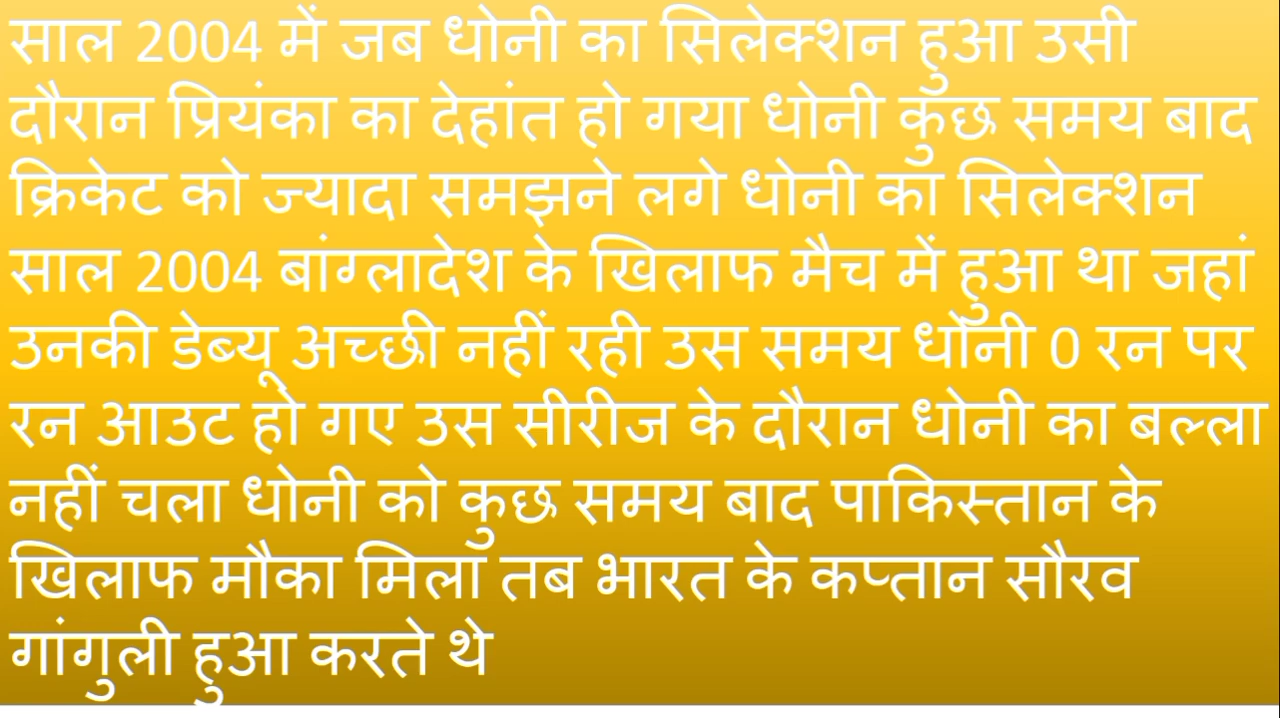 साल 2004 में जब धोनी का सिलेक्शन हुआ उसी
दौरान प्रियंका का देहांत हो गया धोनी कुछ समय बाद
क्रिकेट को ज्यादा समझने लगे धोनी का सिलेक्शन
साल 2004 बांग्लादेश के खिलाफ मैच में हुआ था जहां
उनकी डेब्यू अच्छी नहीं रही उस समय धोनी 0 रन पर
रन आउट हो गए उस सीरीज के दौरान धोनी का बल्ला
नहीं चला धोनी को कुछ समय बाद पाकिस्तान के
खिलाफ मौका मिला तब भारत के कप्तान सौरव
गांगुली हुआ करते थे